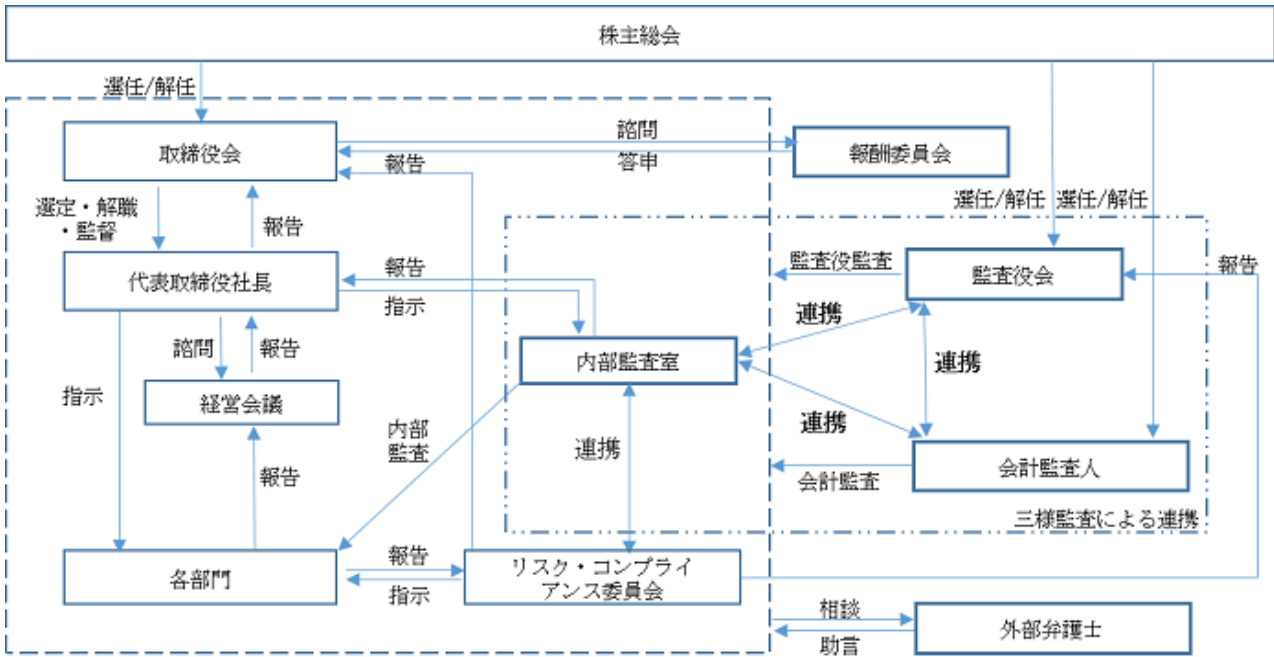 株主総会
選任/解任
取締役会
諮問
答申
報酬委員会
報告
選任/解任
選任/解任
選定・解職
・監督
報告
代表取締役社長
報告
指示
監査役監査
監査役会
報告
連携
諮問
報告
内部監査室
連携
指示
経営会議
内部
監査
連携
連携
報告
会計監査
会計監査人
三様監査による連携
各部門
報告
指示
リスク・コンプライ
アンス委員会
相談
助言
外部弁護士